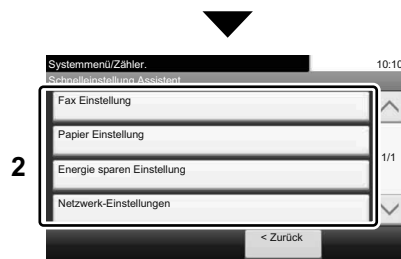 Systemmenü/Zähler. 10:10
Schnelleinstellung Assistent
Fax Einstellung
Papier Einstellung
1/1
2
Energie sparen Einstellung
Netzwerk-Einstellungen
< Zurück